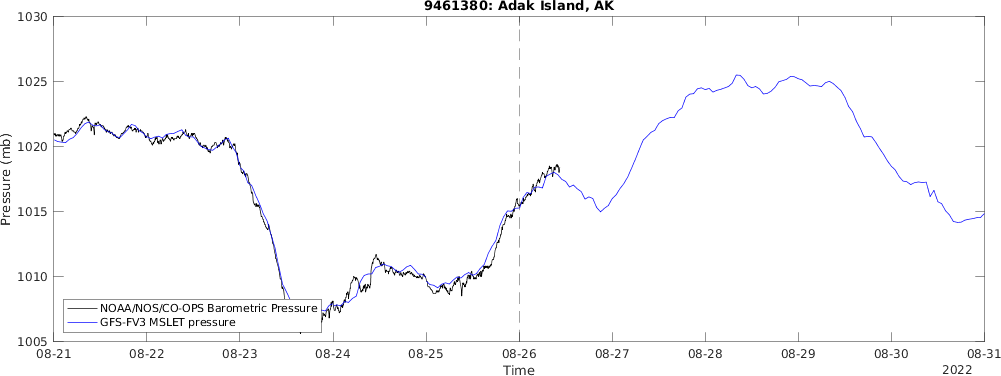 9461380: Adak Island, AK
1030
1025
1020
1015
1010
1005
Pressure (mb)
NOAA/NOS/CO-OPS Barometric Pressure
GFS-FV3 MSLET pressure
08-21 08-22 08-23 08-24 08-25 08-26 08-27 08-28 08-29 08-30 08-31
Time
2022